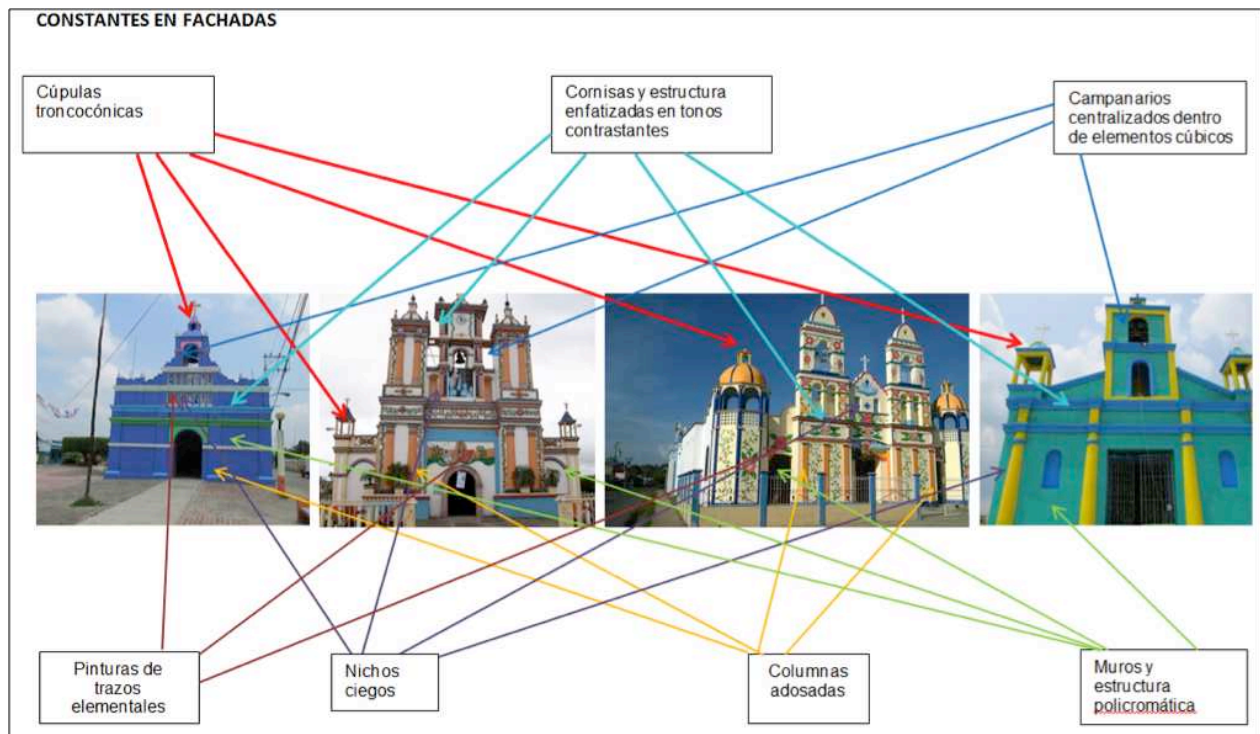 CONSTANTES EN FACHADAS
Cúpulas
troncocónicas
Cornisas y estructura
enfatizadas en tonos
contrastantes
Campanarios
centralizados dentro
de elementos cúbicos
Pinturas de
trazos
elementales
Nichos
ciegos
Columnas
adosadas
Muros y
estructura
policromática